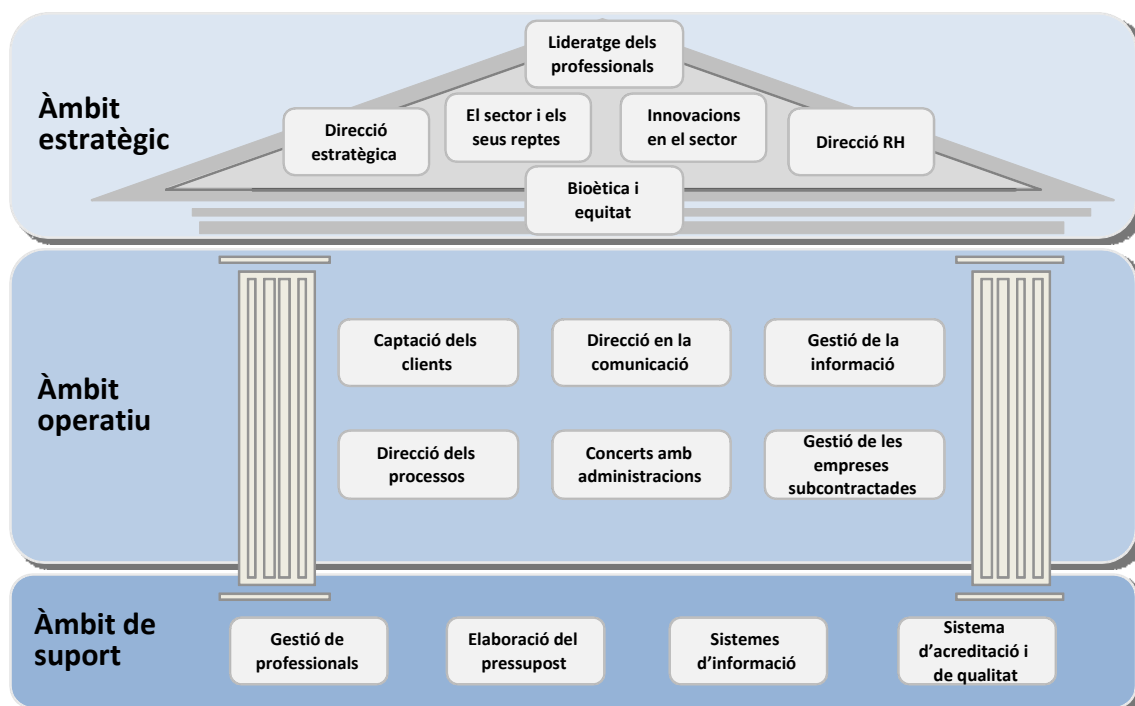 Àmbit
estratègic
Lideratge dels
professionals
Direcció
estratègica
El sector i els
seus reptes
Innovacions
en el sector
Direcció RH
Bioètica i
equitat
Àmbit
operatiu
Captació dels
clients
Direcció en la
comunicació
Gestió de la
informació
Direcció dels
processos
Concerts amb
administracions
Gestió de les
empreses
subcontractades
Àmbit de
suport
Gestió de
professionals
Elaboració del
pressupost
Sistemes
d’informació
Sistema
d’acreditació i
de qualitat